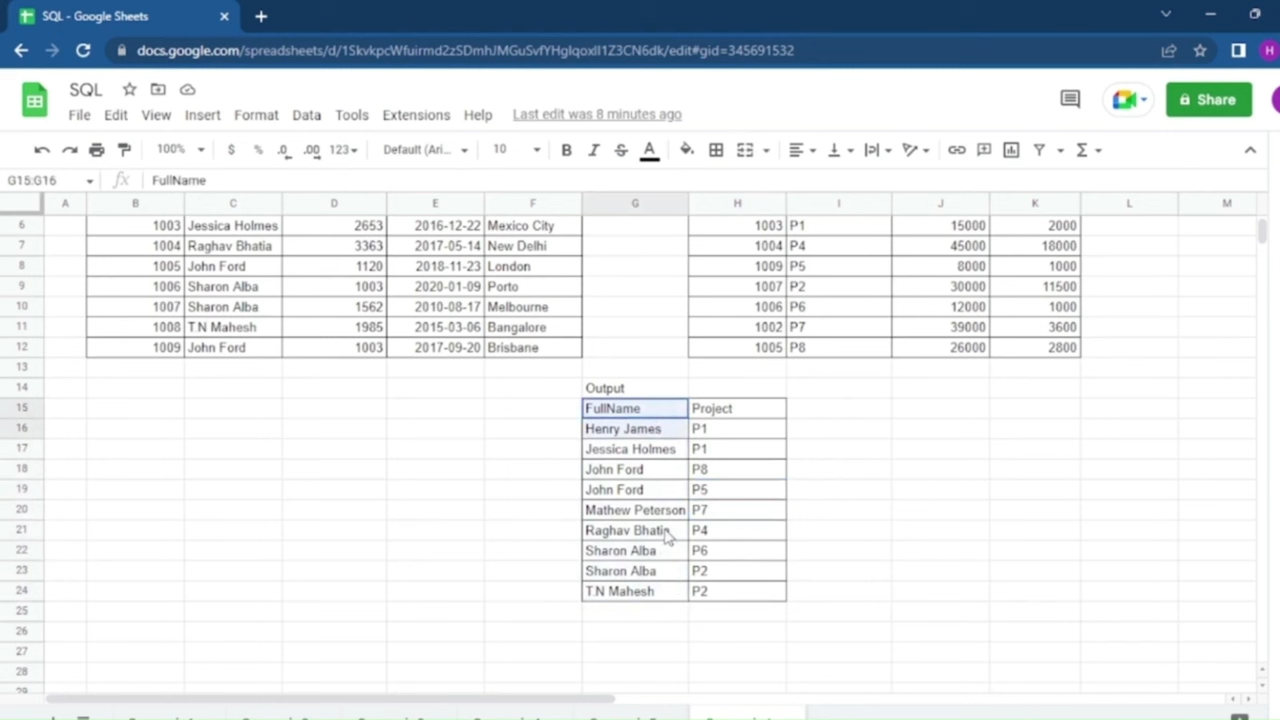 SQL - Google Sheets
docs.google.com/spreadsheets/d/1SkvkpcWfuirmd2zSDmhJMGuSvfYHgIqoxlI1Z3CN6dk/edit#gid=345691532
H
SQL
Share
File Edit View Insert Format Data Tools Extensions Help Last edit was 8 minutes ago
100% $ % .0 .00 123 Default (Ari... 10 B I S A
G15:G16 fx FullName
A B C D E F G H I J K L M
6 1003 Jessica Holmes 2653 2016-12-22 Mexico City 1003 P1 15000 2000
7 1004 Raghav Bhatia 3363 2017-05-14 New Delhi 1004 P4 45000 18000
8 1005 John Ford 1120 2018-11-23 London 1009 P5 8000 1000
9 1006 Sharon Alba 1003 2020-01-09 Porto 1007 P2 30000 11500
10 1007 Sharon Alba 1562 2010-08-17 Melbourne 1006 P6 12000 1000
11 1008 T.N Mahesh 1985 2015-03-06 Bangalore 1002 P7 39000 3600
12 1009 John Ford 1003 2017-09-20 Brisbane 1005 P8 26000 2800
13
14 Output
15 FullName Project
16 Henry James P1
17 Jessica Holmes P1
18 John Ford P8
19 John Ford P5
20 Mathew Peterson P7
21 Raghav Bhatia P4
22 Sharon Alba P6
23 Sharon Alba P2
24 T.N Mahesh P2
25
26
27
28
29